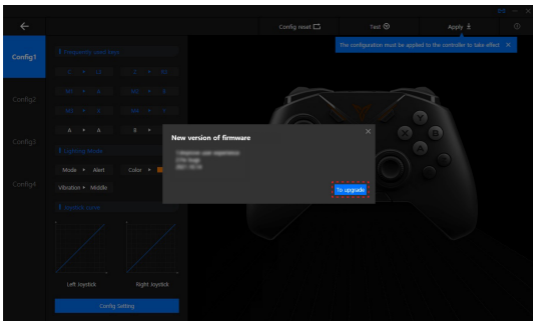 Config reset
Test
Apply
The configuration must be applied to the controller to take effect
Config1
Frequently used keys
Config2
A ▸ A
B ▸
Config3
Lighting Mode
Mode ▸ Alert
Color ▸
Config4
Vibration ▸ Middle
Joystick curve
Left Joystick
Right Joystick
Config Setting
New version of firmware
To upgrade
Y
X
B
A